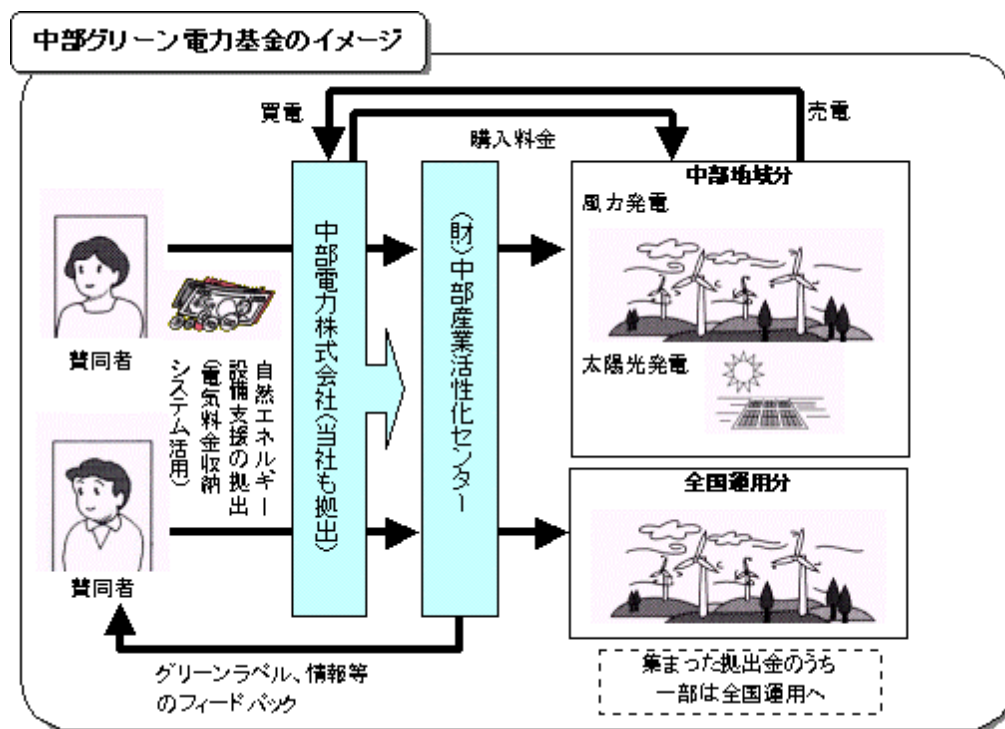 中部グリーン電力基金のイメージ
買電
売電
購入料金
賛同者
賛同者
自然エネルギー
設備支援の拠出
(電気料金収納
システム活用)
中部電力株式会社(当社も拠出)
(財)中部産業活性化センター
中部地域分
風力発電
太陽光発電
全国運用分
集まった拠出金のうち
一部は全国運用へ
グリーンラベル、情報等
のフィードバック